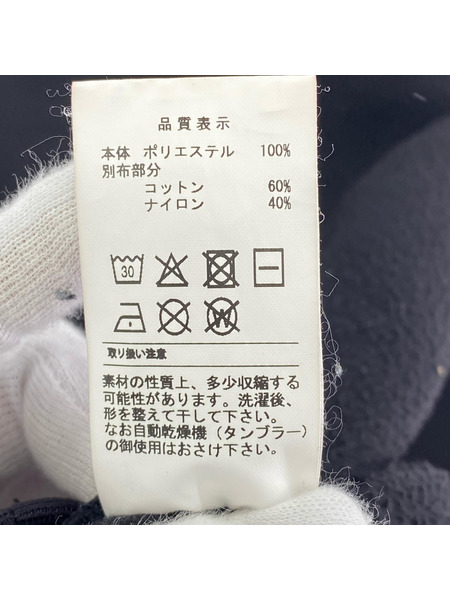 品質表示
本体 ポリエステル 100%
別布部分
コットン 60%
ナイロン 40%
30
W
取り扱い注意
素材の性質上、多少収縮する
可能性があります。洗濯後、
形を整えて干して下さい。
なお自動乾燥機(タンブラー)
の御使用はおさけ下さい。